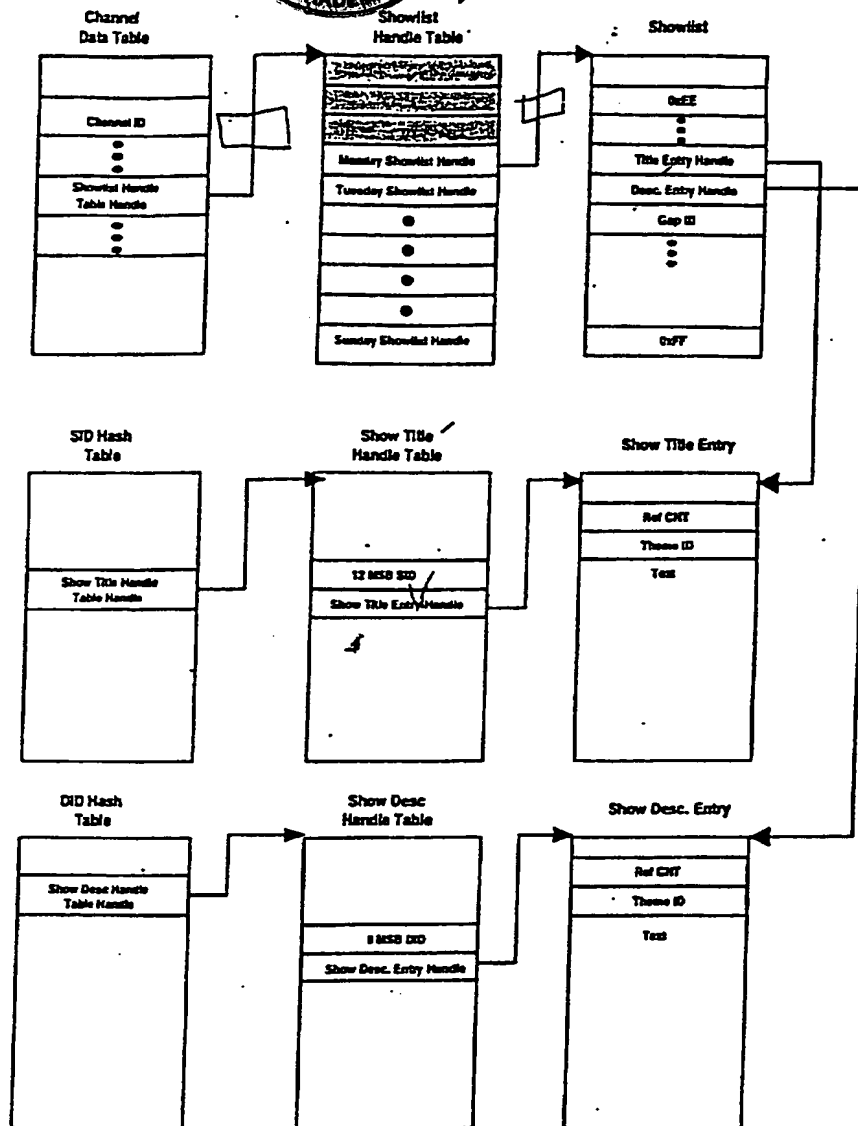 Channel
Data Table
Showlist
Handle Table
Showlist
Channel ID
Showlist Handle
Table Handle
Monday Showlist Handle
Tuesday Showlist Handle
Sunday Showlist Handle
0xEE
Title Entry Handle
Desc. Entry Handle
Gap ID
0xFF
SID Hash
Table
Show Title
Handle Table
Show Title Entry
Show Title Handle
Table Handle
12 MSB SID
Show Title Entry Handle
Ref CNT
Theme ID
Text
DID Hash
Table
Show Desc
Handle Table
Show Desc. Entry
Show Desc Handle
Table Handle
8 MSB DID
Show Desc. Entry Handle
Ref CNT
Theme ID
Text